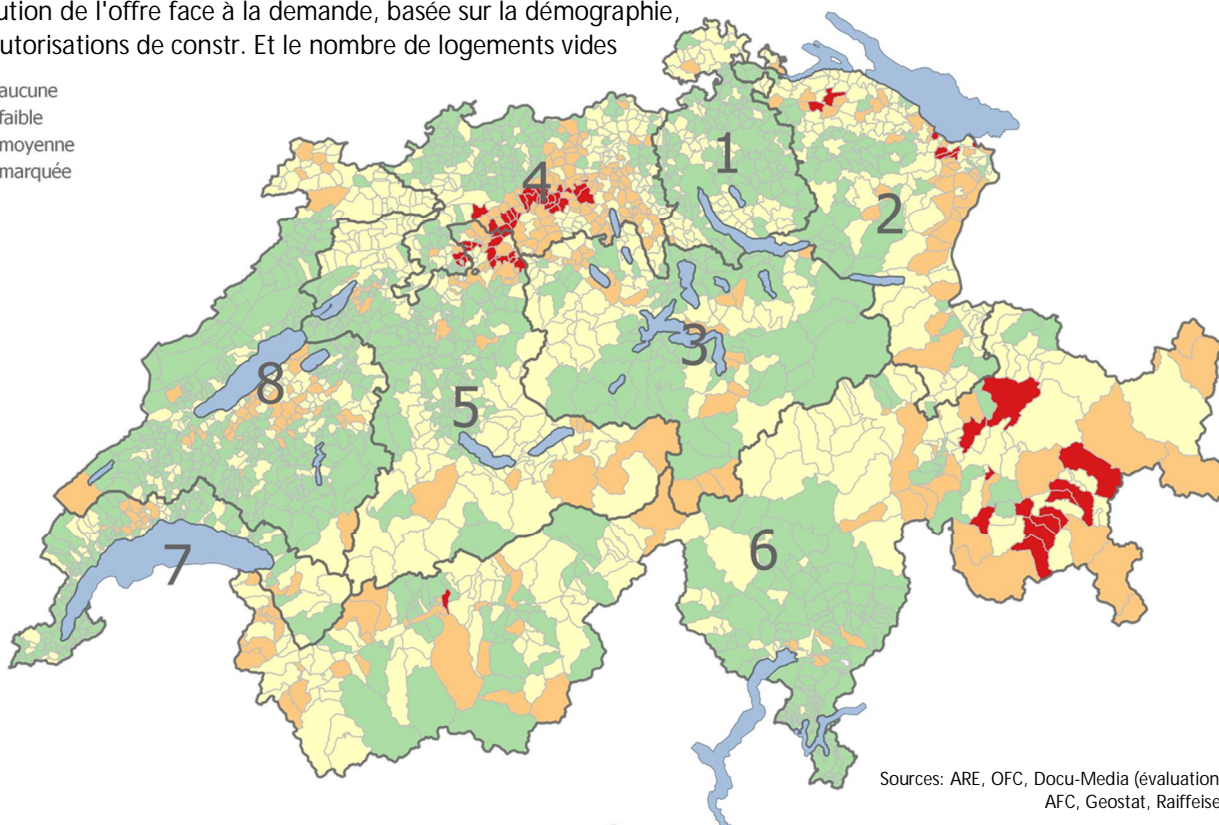 ution de l'offre face à la demande, basée sur la démographie,
utorisations de constr. Et le nombre de logements vides
aucune
faible
moyenne
marquée
1
4
2
3
8
5
6
7
Sources: ARE, OFC, Docu-Media (évaluation
AFC, Geostat, Raiffeise